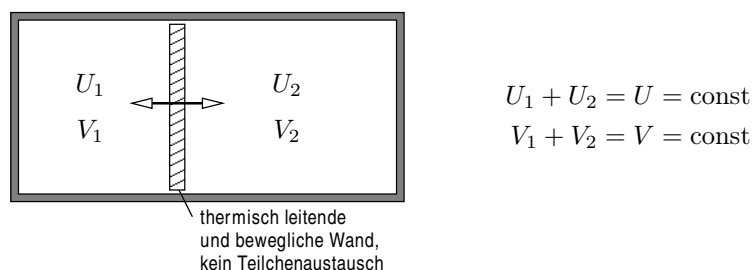 U₁ U₂
V₁ V₂
U₁ + U₂ = U = const
V₁ + V₂ = V = const
thermisch leitende
und bewegliche Wand,
kein Teilchenaustausch